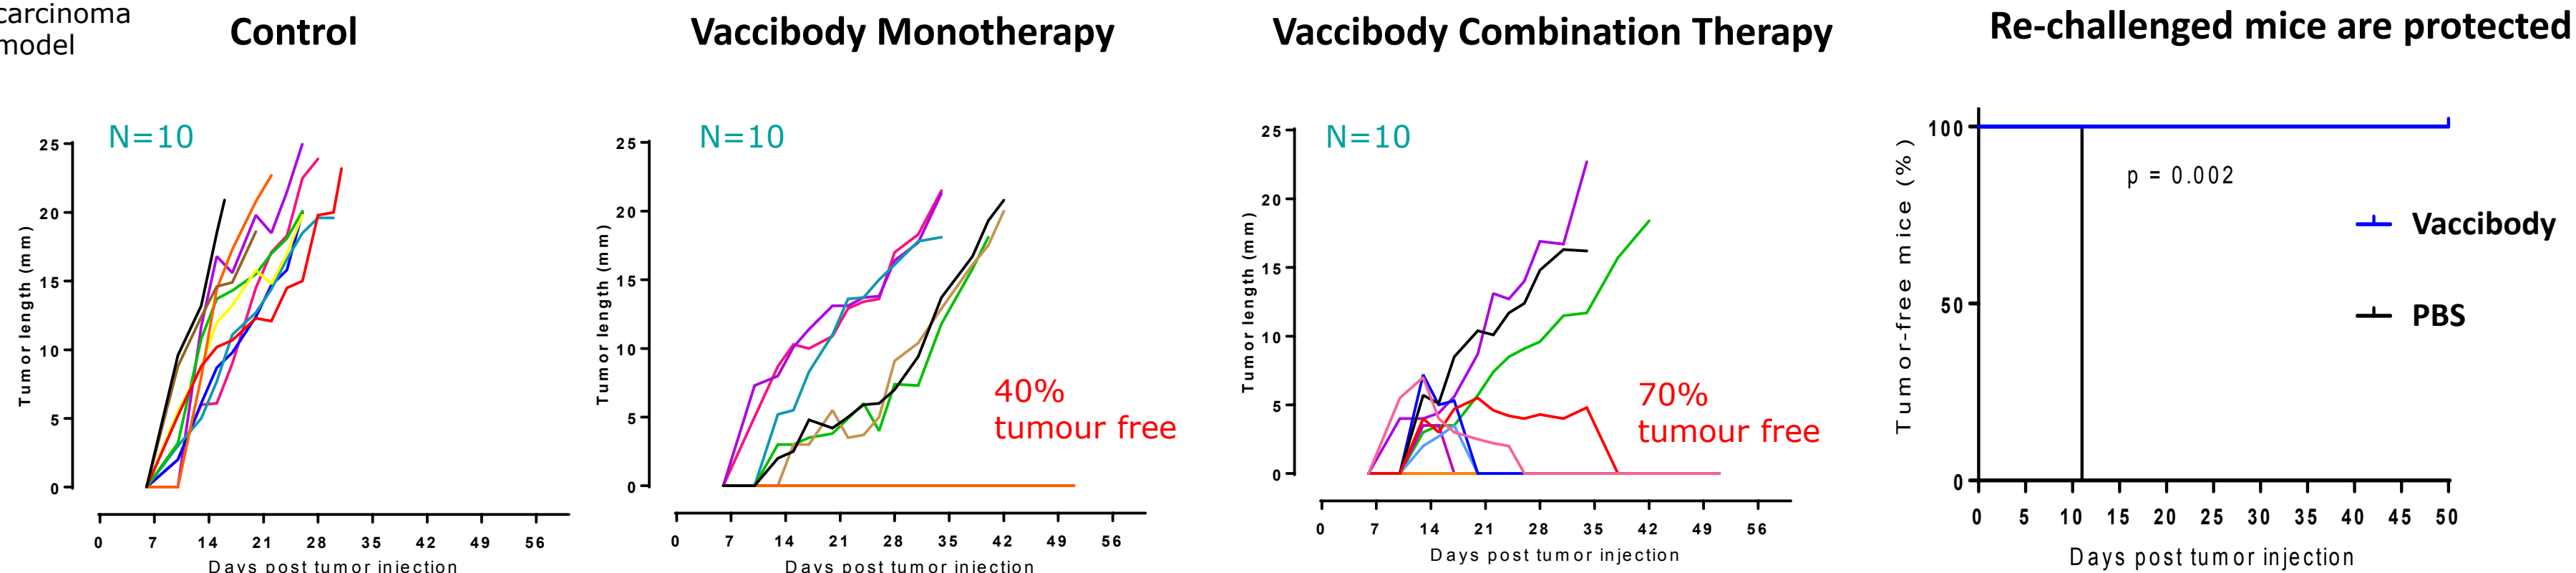 carcinoma
model
Control
N=10
25
20
15
10
5
0
Tumor length (mm)
0 7 14 21 28 35 42 49 56
Days post tumor injection
Vaccibody Monotherapy
N=10
25
20
15
10
5
0
Tumor length (mm)
40%
tumour free
0 7 14 21 28 35 42 49 56
Days post tumor injection
Vaccibody Combination Therapy
N=10
25
20
15
10
5
0
Tumor length (mm)
70%
tumour free
0 7 14 21 28 35 42 49 56
Days post tumor injection
Re-challenged mice are protected
100
50
0
Tumor-free mice (%)
p = 0.002
Vaccibody
PBS
0 5 10 15 20 25 30 35 40 45 50
Days post tumor injection